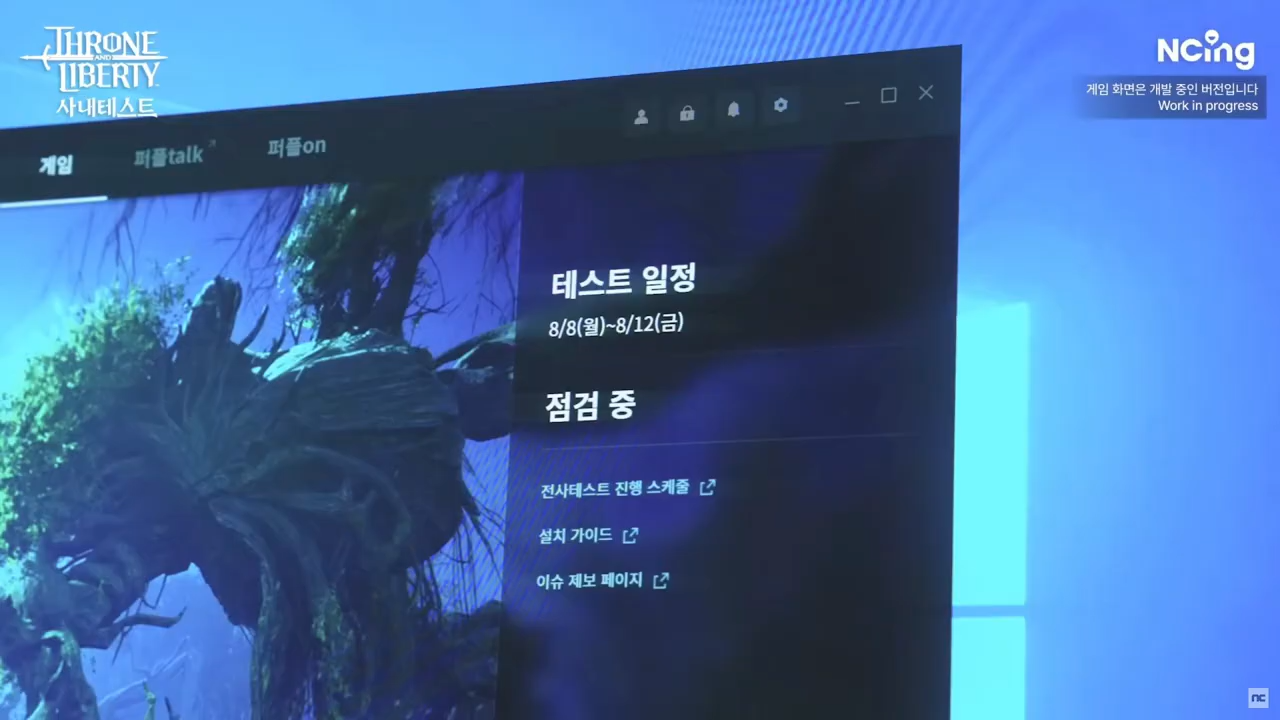 THRONE
AND
LIBERTY
사내테스트
NCing
게임 화면은 개발 중인 버전입니다
Work in progress
게임
퍼플talk
퍼플on
테스트 일정
8/8(월)~8/12(금)
점검 중
전사테스트 진행 스케줄
설치 가이드
이슈 제보 페이지
nc